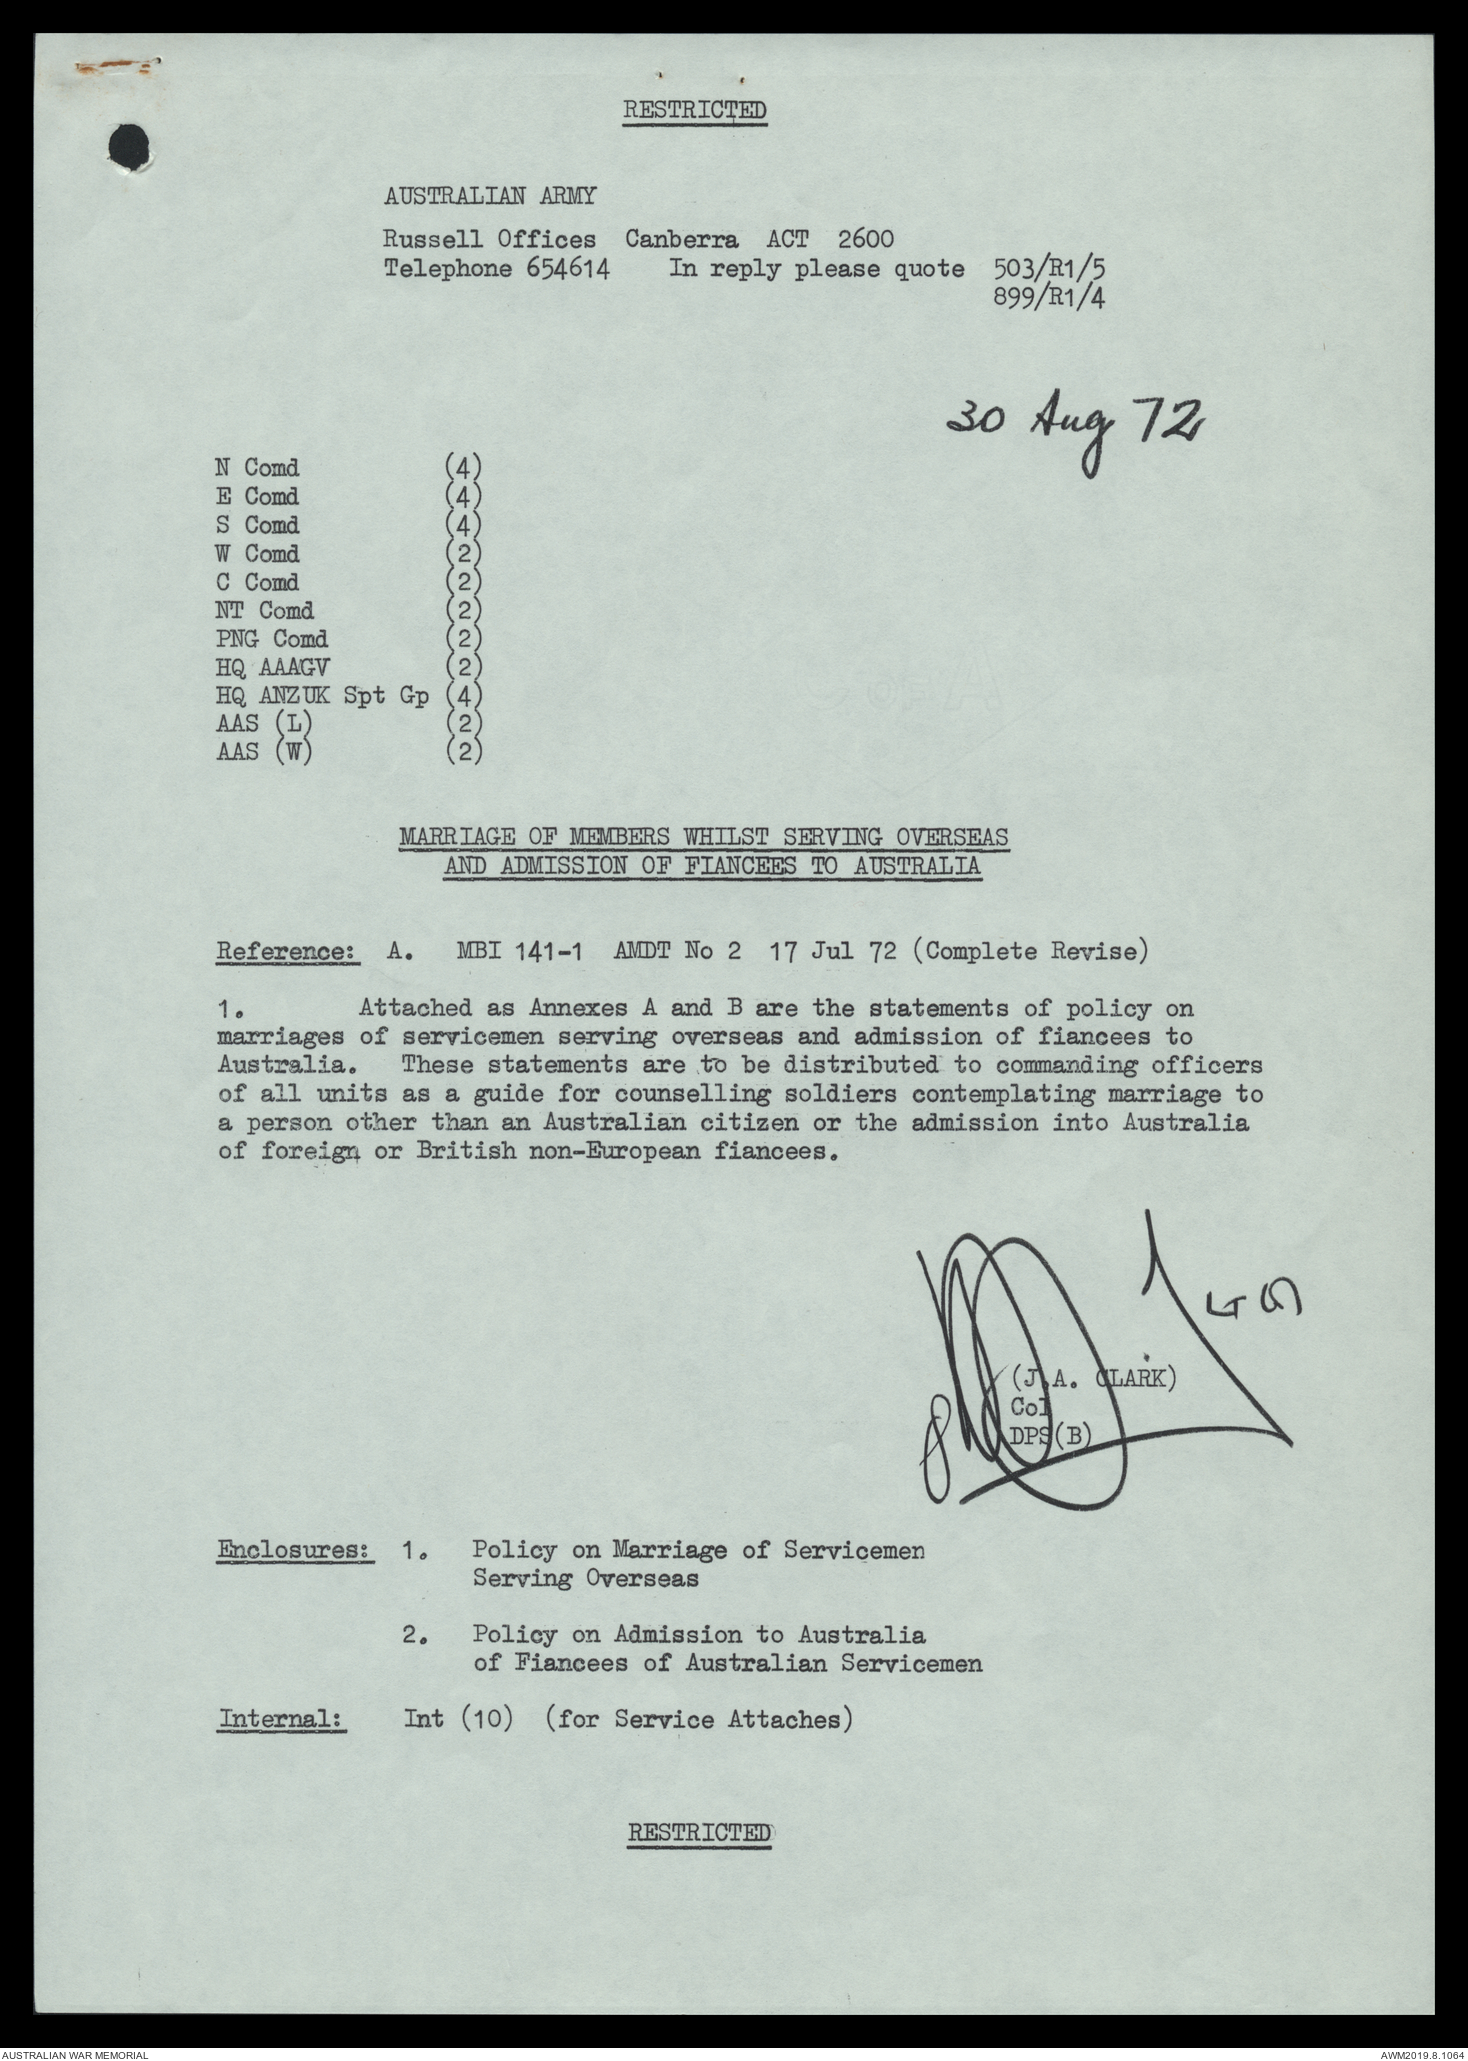 RESTRICTED
AUSTRALIAN ARMY
Russell Offices Canberra ACT 2600
Telephone 654614 In reply please quote 503/R1/5
899/R1/4
30 Aug 72
N Comd (4)
E Comd (4)
S Comd (4)
W Comd (2)
C Comd (2)
NT Comd (2)
PNG Comd (2)
HQ AAAGV (2)
HQ ANZUK Spt Gp (4)
AAS (L) (2)
AAS (W) (2)
MARRIAGE OF MEMBERS WHILST SERVING OVERSEAS
AND ADMISSION OF FIANCEES TO AUSTRALIA
Reference: A. MBI 141-1 AMDT No 2 17 Jul 72 (Complete Revise)
1. Attached as Annexes A and B are the statements of policy on
marriages of servicemen serving overseas and admission of fiancees to
Australia. These statements are to be distributed to commanding officers
of all units as a guide for counselling soldiers contemplating marriage to
a person other than an Australian citizen or the admission into Australia
of foreign or British non-European fiancees.
(J.A. CLARK)
Col
DPS(B)
Enclosures: 1. Policy on Marriage of Servicemen
Serving Overseas
2. Policy on Admission to Australia
of Fiancees of Australian Servicemen
Internal: Int (10) (for Service Attaches)
RESTRICTED
AUSTRALIAN WAR MEMORIAL
AWM2019.8.1064